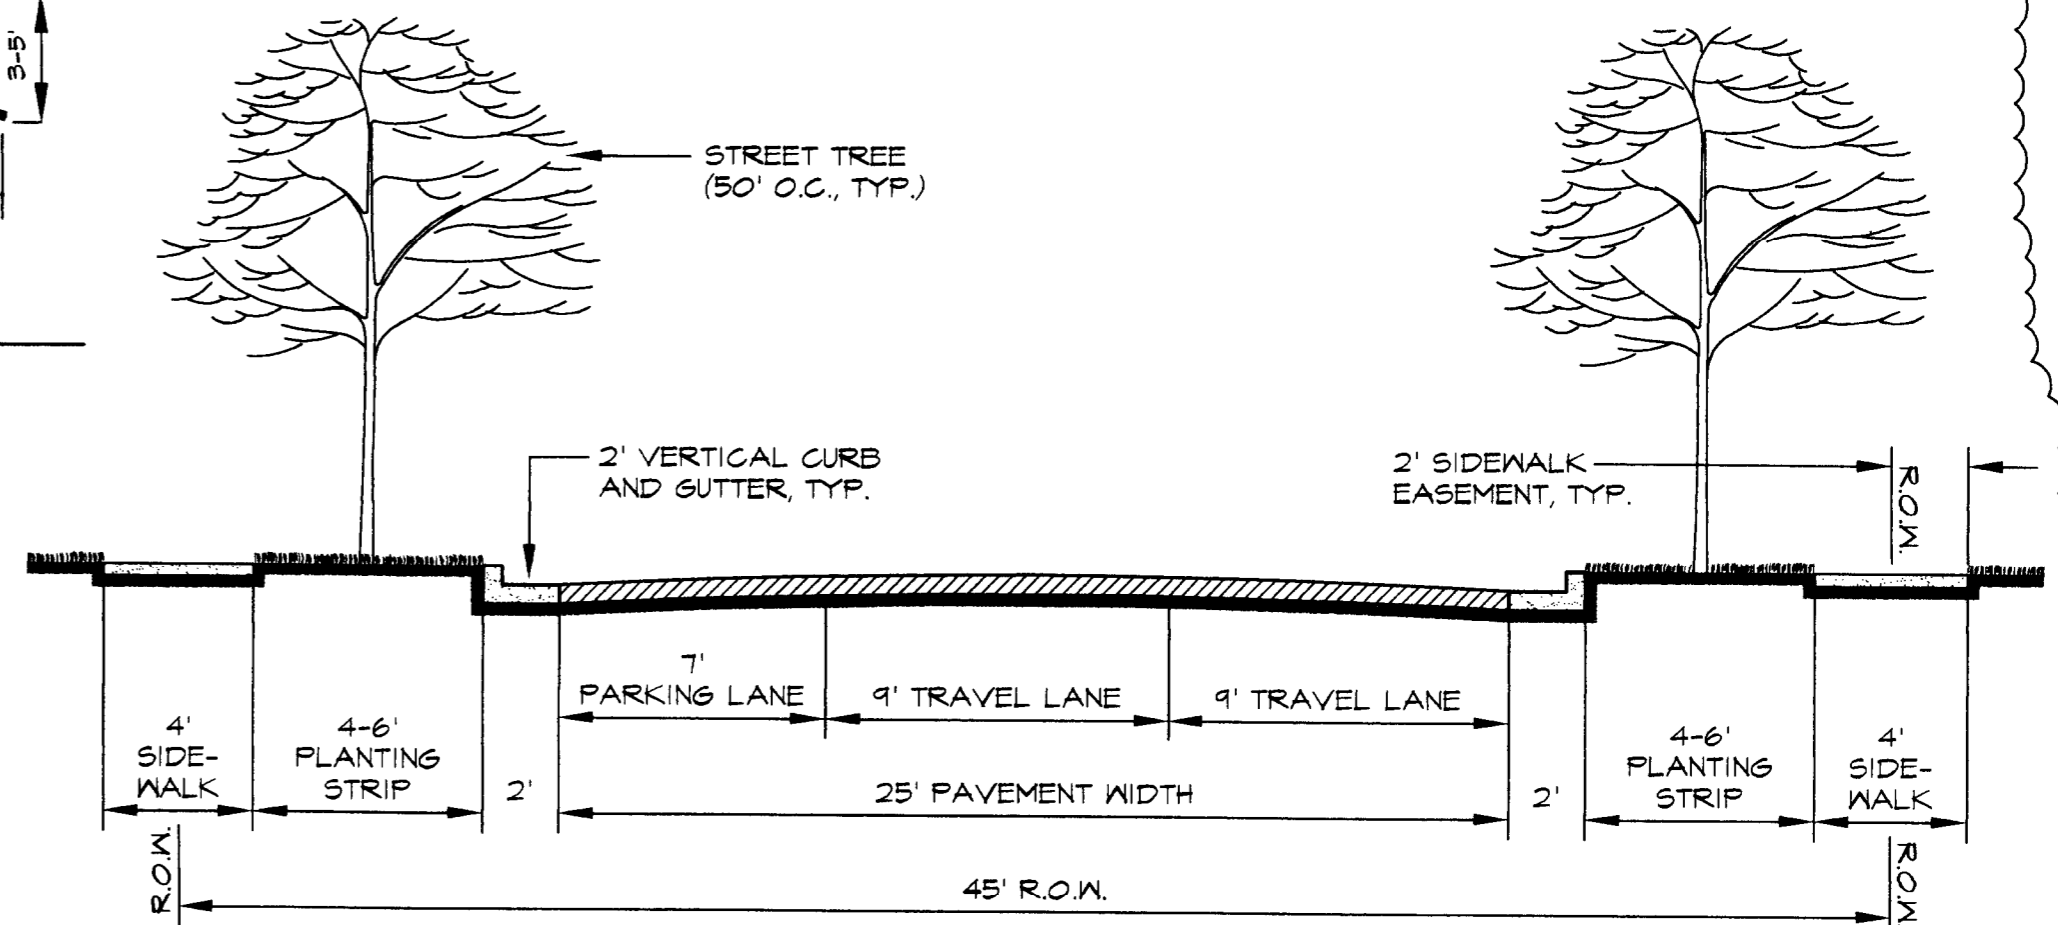 3-5'
STREET TREE
(50' O.C., TYP.)
2' VERTICAL CURB
AND GUTTER, TYP.
2' SIDEWALK
EASEMENT, TYP.
R.O.W.
7'
PARKING LANE
9' TRAVEL LANE
9' TRAVEL LANE
4'
SIDE-
WALK
4-6'
PLANTING
STRIP
2'
25' PAVEMENT WIDTH
2'
4-6'
PLANTING
STRIP
4'
SIDE-
WALK
R.O.W.
45' R.O.W.
R.O.W.